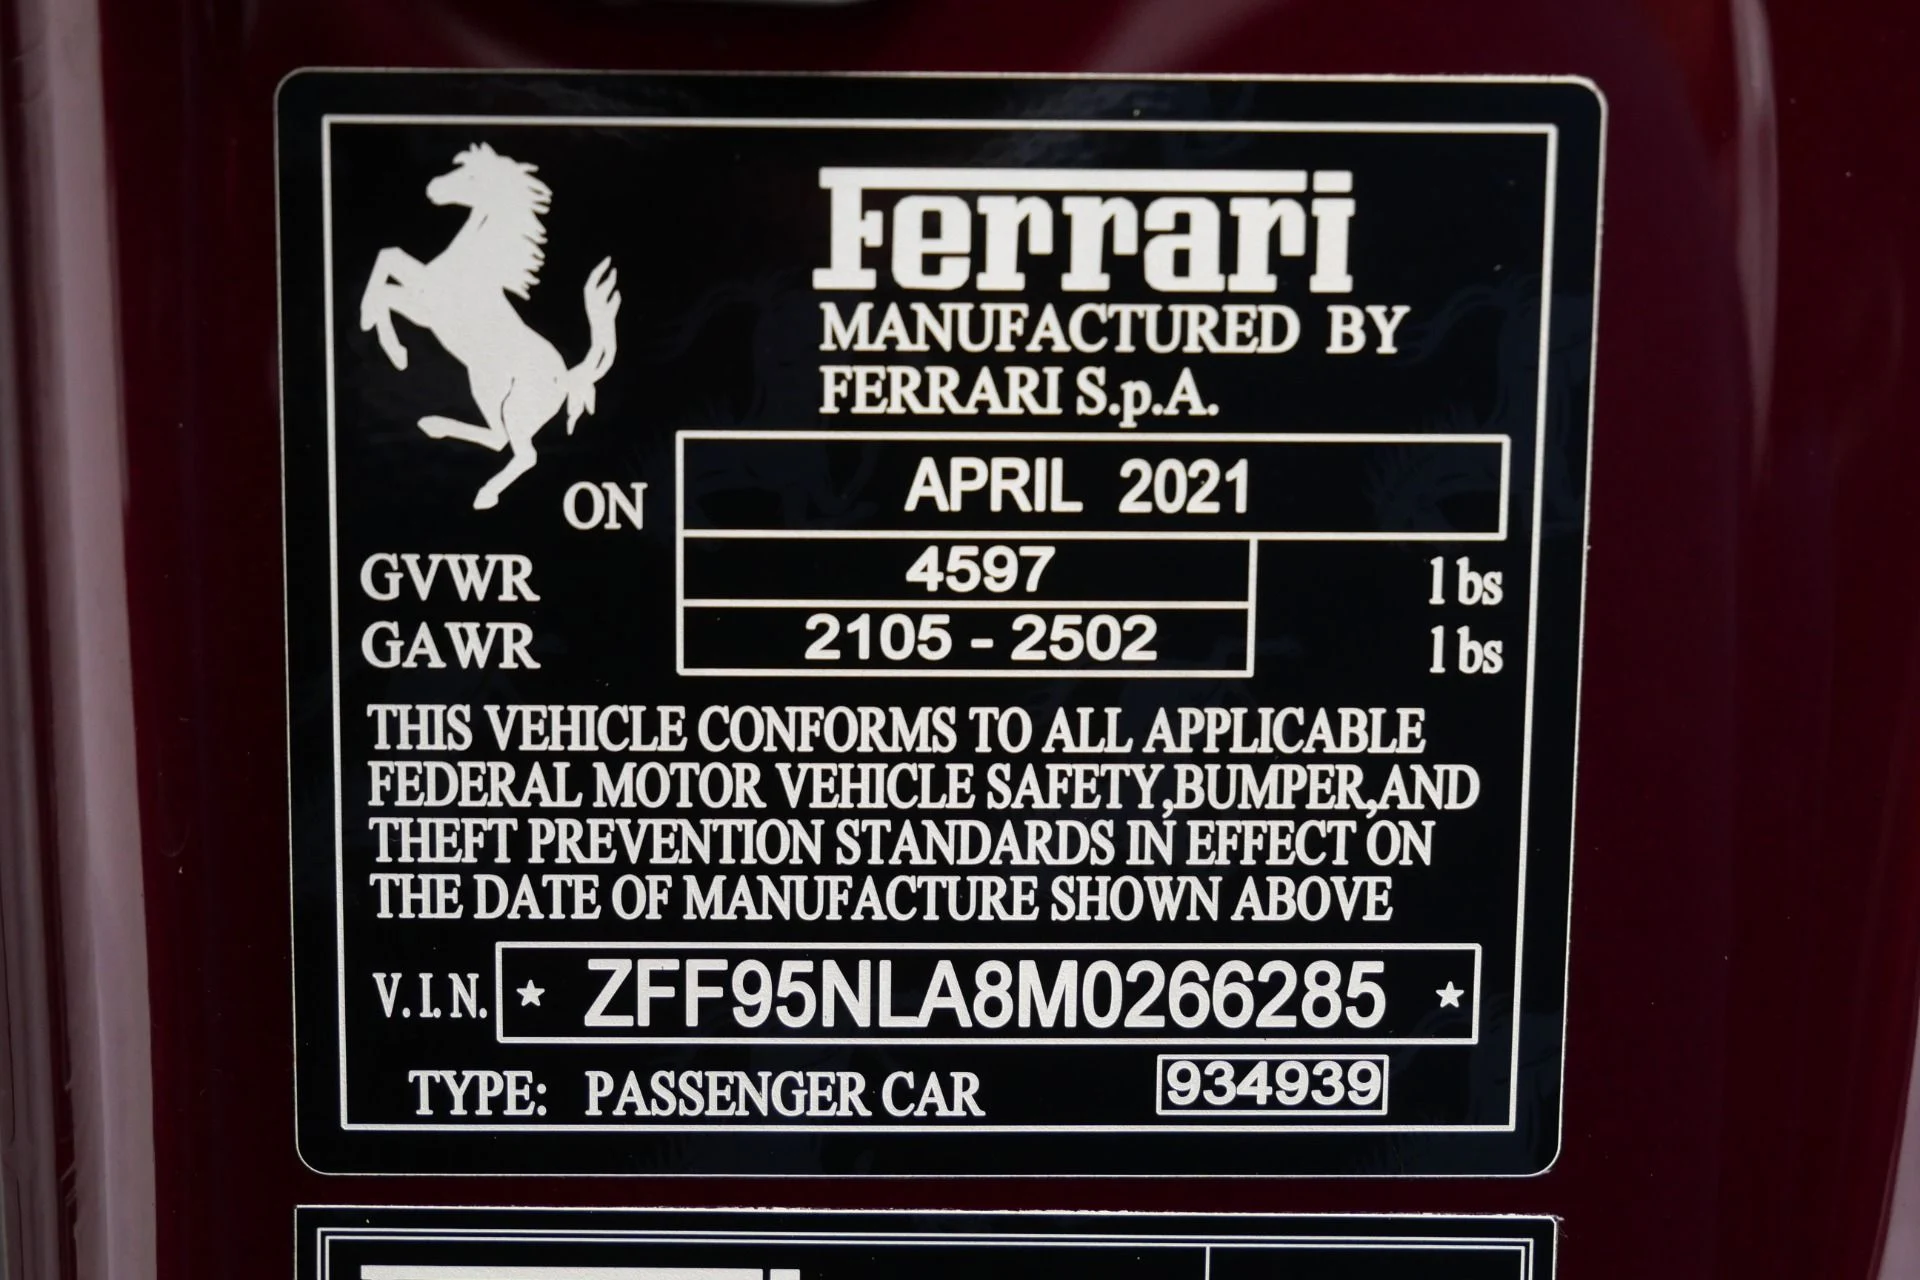 Ferrari
MANUFACTURED BY
FERRARI S.p.A.
ON APRIL 2021
GVWR 4597 lbs
GAWR 2105 - 2502 lbs
THIS VEHICLE CONFORMS TO ALL APPLICABLE
FEDERAL MOTOR VEHICLE SAFETY,BUMPER,AND
THEFT PREVENTION STANDARDS IN EFFECT ON
THE DATE OF MANUFACTURE SHOWN ABOVE
V.I.N. ★ ZFF95NLA8M0266285 ★
TYPE: PASSENGER CAR 934939